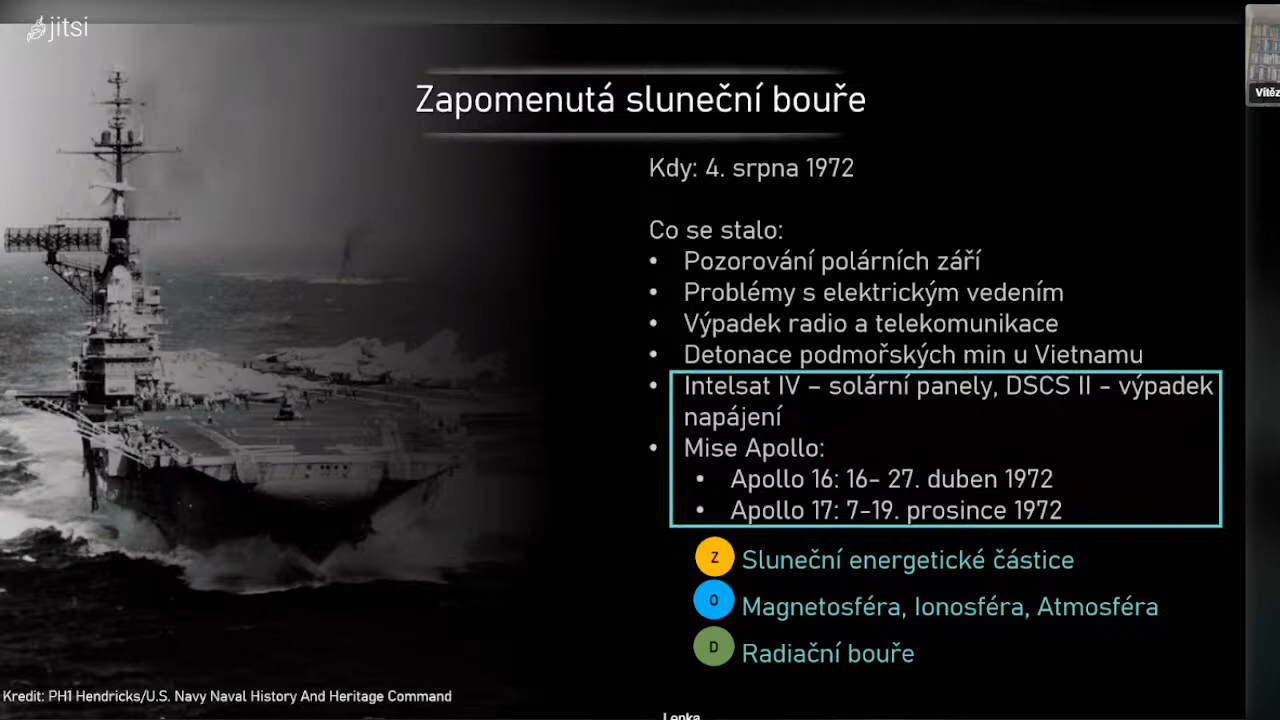 jitsi
Zapomenutá sluneční bouře
Vítěz
Kdy: 4. srpna 1972
Co se stalo:
• Pozorování polárních září
• Problémy s elektrickým vedením
• Výpadek radio a telekomunikace
• Detonace podmořských min u Vietnamu
• Intelsat IV – solární panely, DSCS II - výpadek
napájení
• Mise Apollo:
• Apollo 16: 16- 27. duben 1972
• Apollo 17: 7-19. prosince 1972
Z Sluneční energetické částice
O Magnetosféra, Ionosféra, Atmosféra
D Radiační bouře
Kredit: PH1 Hendricks/U.S. Navy Naval History And Heritage Command
Lenka